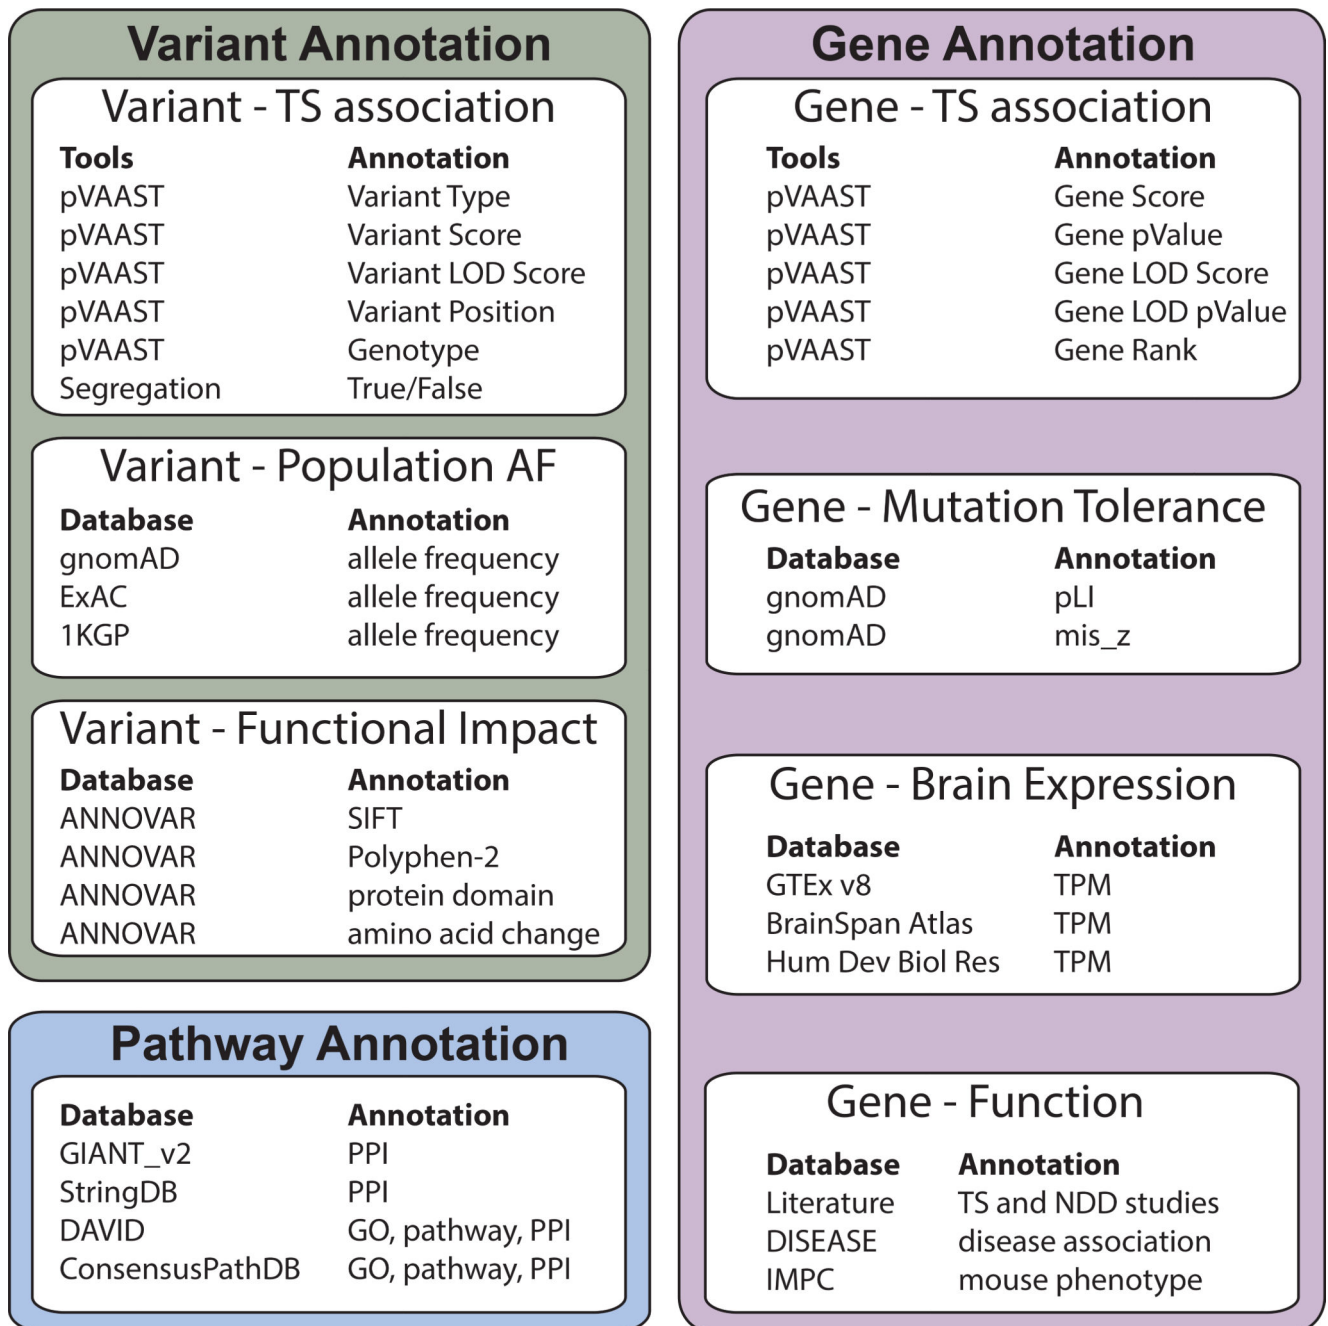 Variant Annotation
Variant - TS association
Tools Annotation
pVAAST Variant Type
pVAAST Variant Score
pVAAST Variant LOD Score
pVAAST Variant Position
pVAAST Genotype
Segregation True/False
Variant - Population AF
Database Annotation
gnomAD allele frequency
ExAC allele frequency
1KGP allele frequency
Variant - Functional Impact
Database Annotation
ANNOVAR SIFT
ANNOVAR Polyphen-2
ANNOVAR protein domain
ANNOVAR amino acid change
Pathway Annotation
Database Annotation
GIANT_v2 PPI
StringDB PPI
DAVID GO, pathway, PPI
ConsensusPathDB GO, pathway, PPI
Gene Annotation
Gene - TS association
Tools Annotation
pVAAST Gene Score
pVAAST Gene pValue
pVAAST Gene LOD Score
pVAAST Gene LOD pValue
pVAAST Gene Rank
Gene - Mutation Tolerance
Database Annotation
gnomAD pLI
gnomAD mis_z
Gene - Brain Expression
Database Annotation
GTEx v8 TPM
BrainSpan Atlas TPM
Hum Dev Biol Res TPM
Gene - Function
Database Annotation
Literature TS and NDD studies
DISEASE disease association
IMPC mouse phenotype